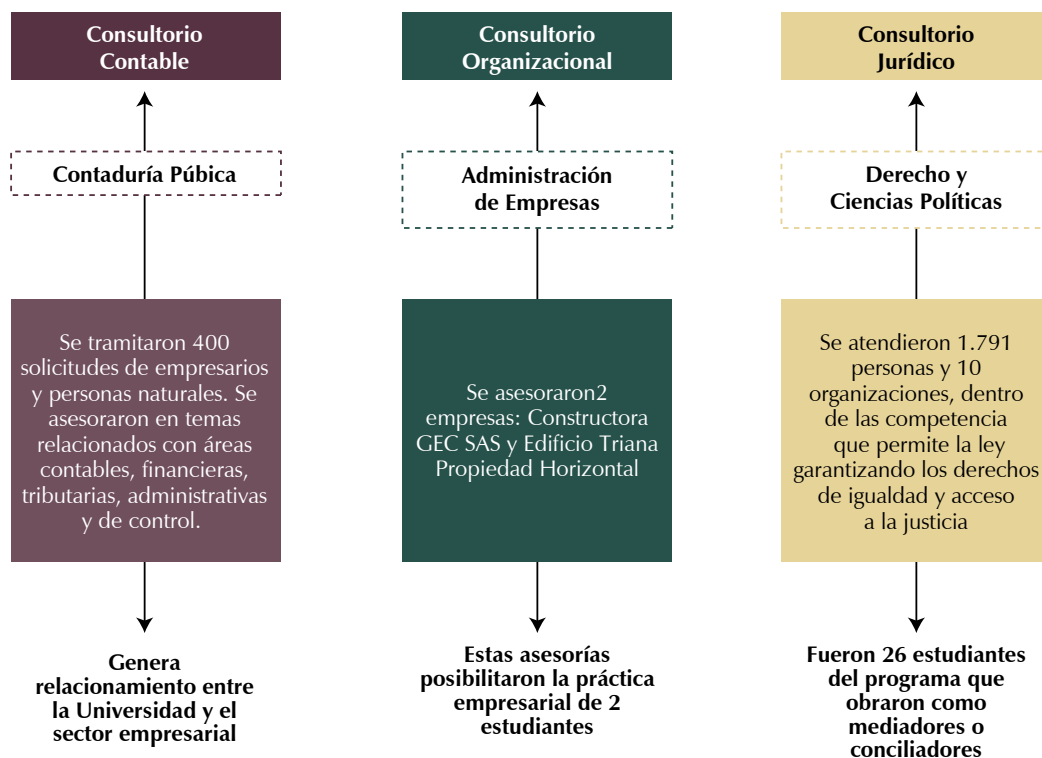 Consultorio
Contable
Contaduría Púbica
Se tramitaron 400
solicitudes de empresarios
y personas naturales. Se
asesoraron en temas
relacionados con áreas
contables, financieras,
tributarias, administrativas
y de control.
Genera
relacionamiento entre
la Universidad y el
sector empresarial
Consultorio
Organizacional
Administración
de Empresas
Se asesoraron2
empresas: Constructora
GEC SAS y Edificio Triana
Propiedad Horizontal
Estas asesorías
posibilitaron la práctica
empresarial de 2
estudiantes
Consultorio
Jurídico
Derecho y
Ciencias Políticas
Se atendieron 1.791
personas y 10
organizaciones, dentro
de las competencia
que permite la ley
garantizando los derechos
de igualdad y acceso
a la justicia
Fueron 26 estudiantes
del programa que
obraron como
mediadores o
conciliadores